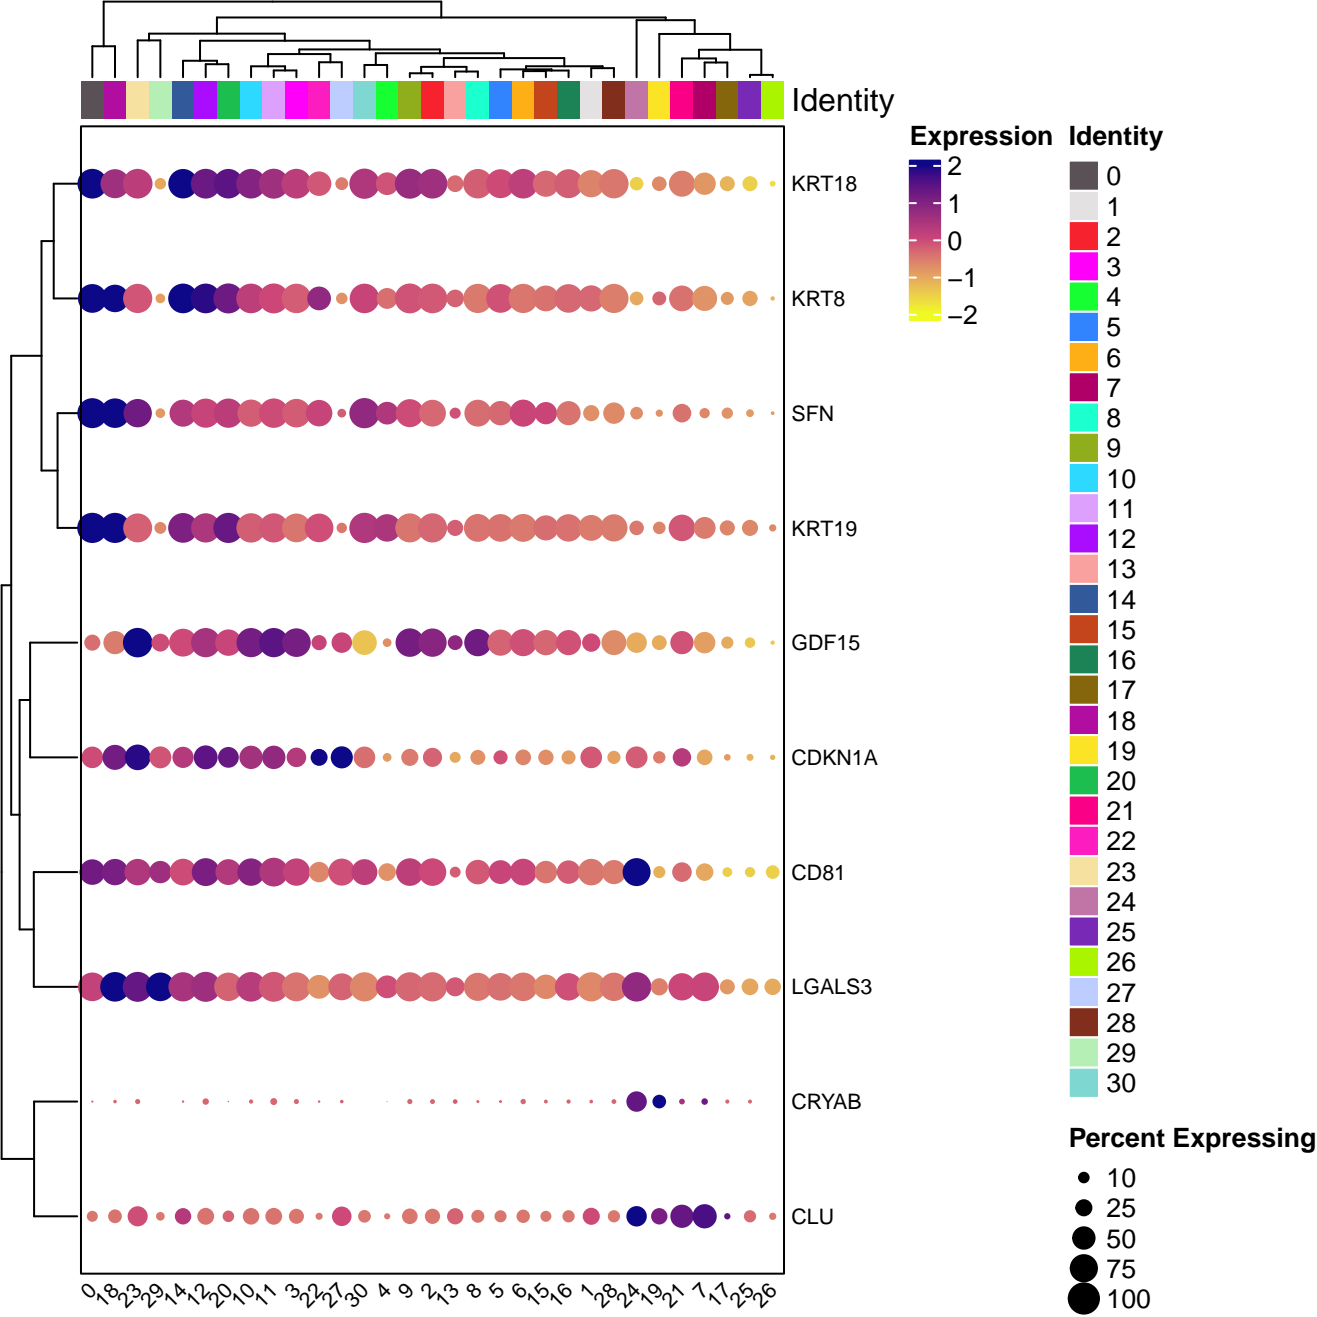 Identity
KRT18
KRT8
SFN
KRT19
GDF15
CDKN1A
CD81
LGALS3
CRYAB
CLU
0 18 23 29 14 12 20 10 11 3 22 27 30 4 9 2 13 8 5 6 15 16 1 28 24 19 21 7 17 25 26
Expression
2
1
0
−1
−2
Identity
0
1
2
3
4
5
6
7
8
9
10
11
12
13
14
15
16
17
18
19
20
21
22
23
24
25
26
27
28
29
30
Percent Expressing
10
25
50
75
100